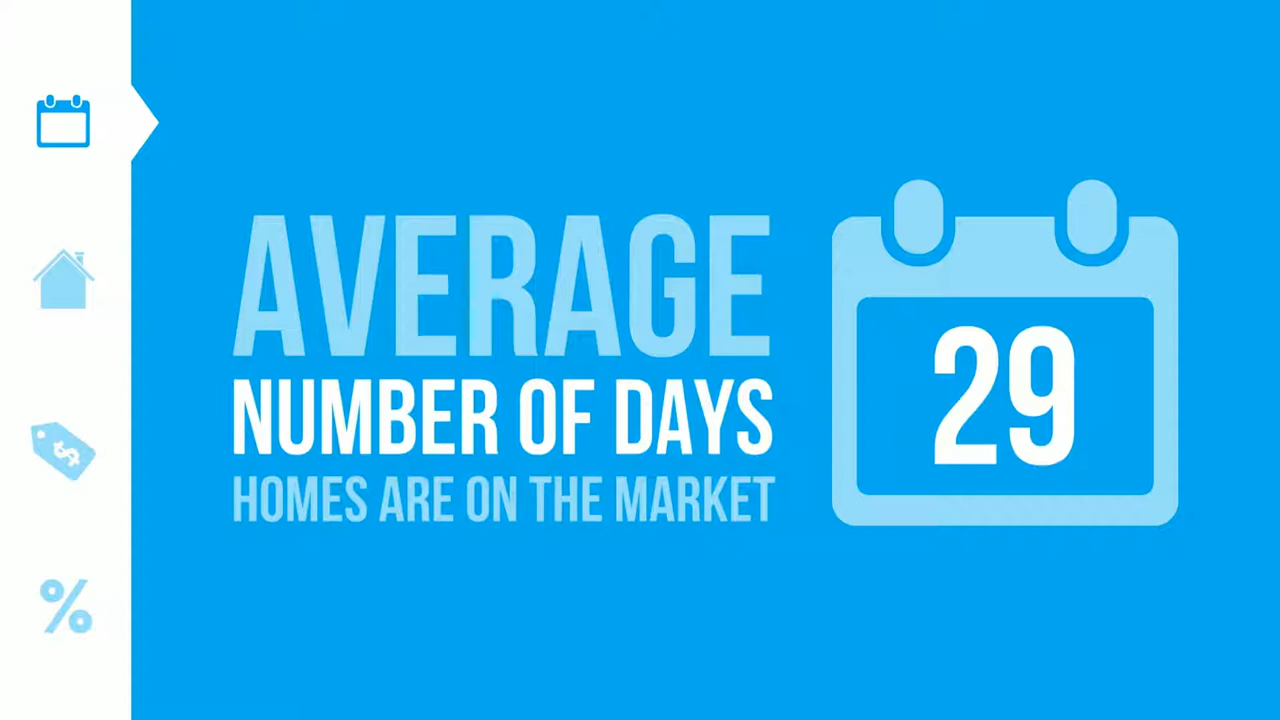 AVERAGE
NUMBER OF DAYS
HOMES ARE ON THE MARKET
29
$
%